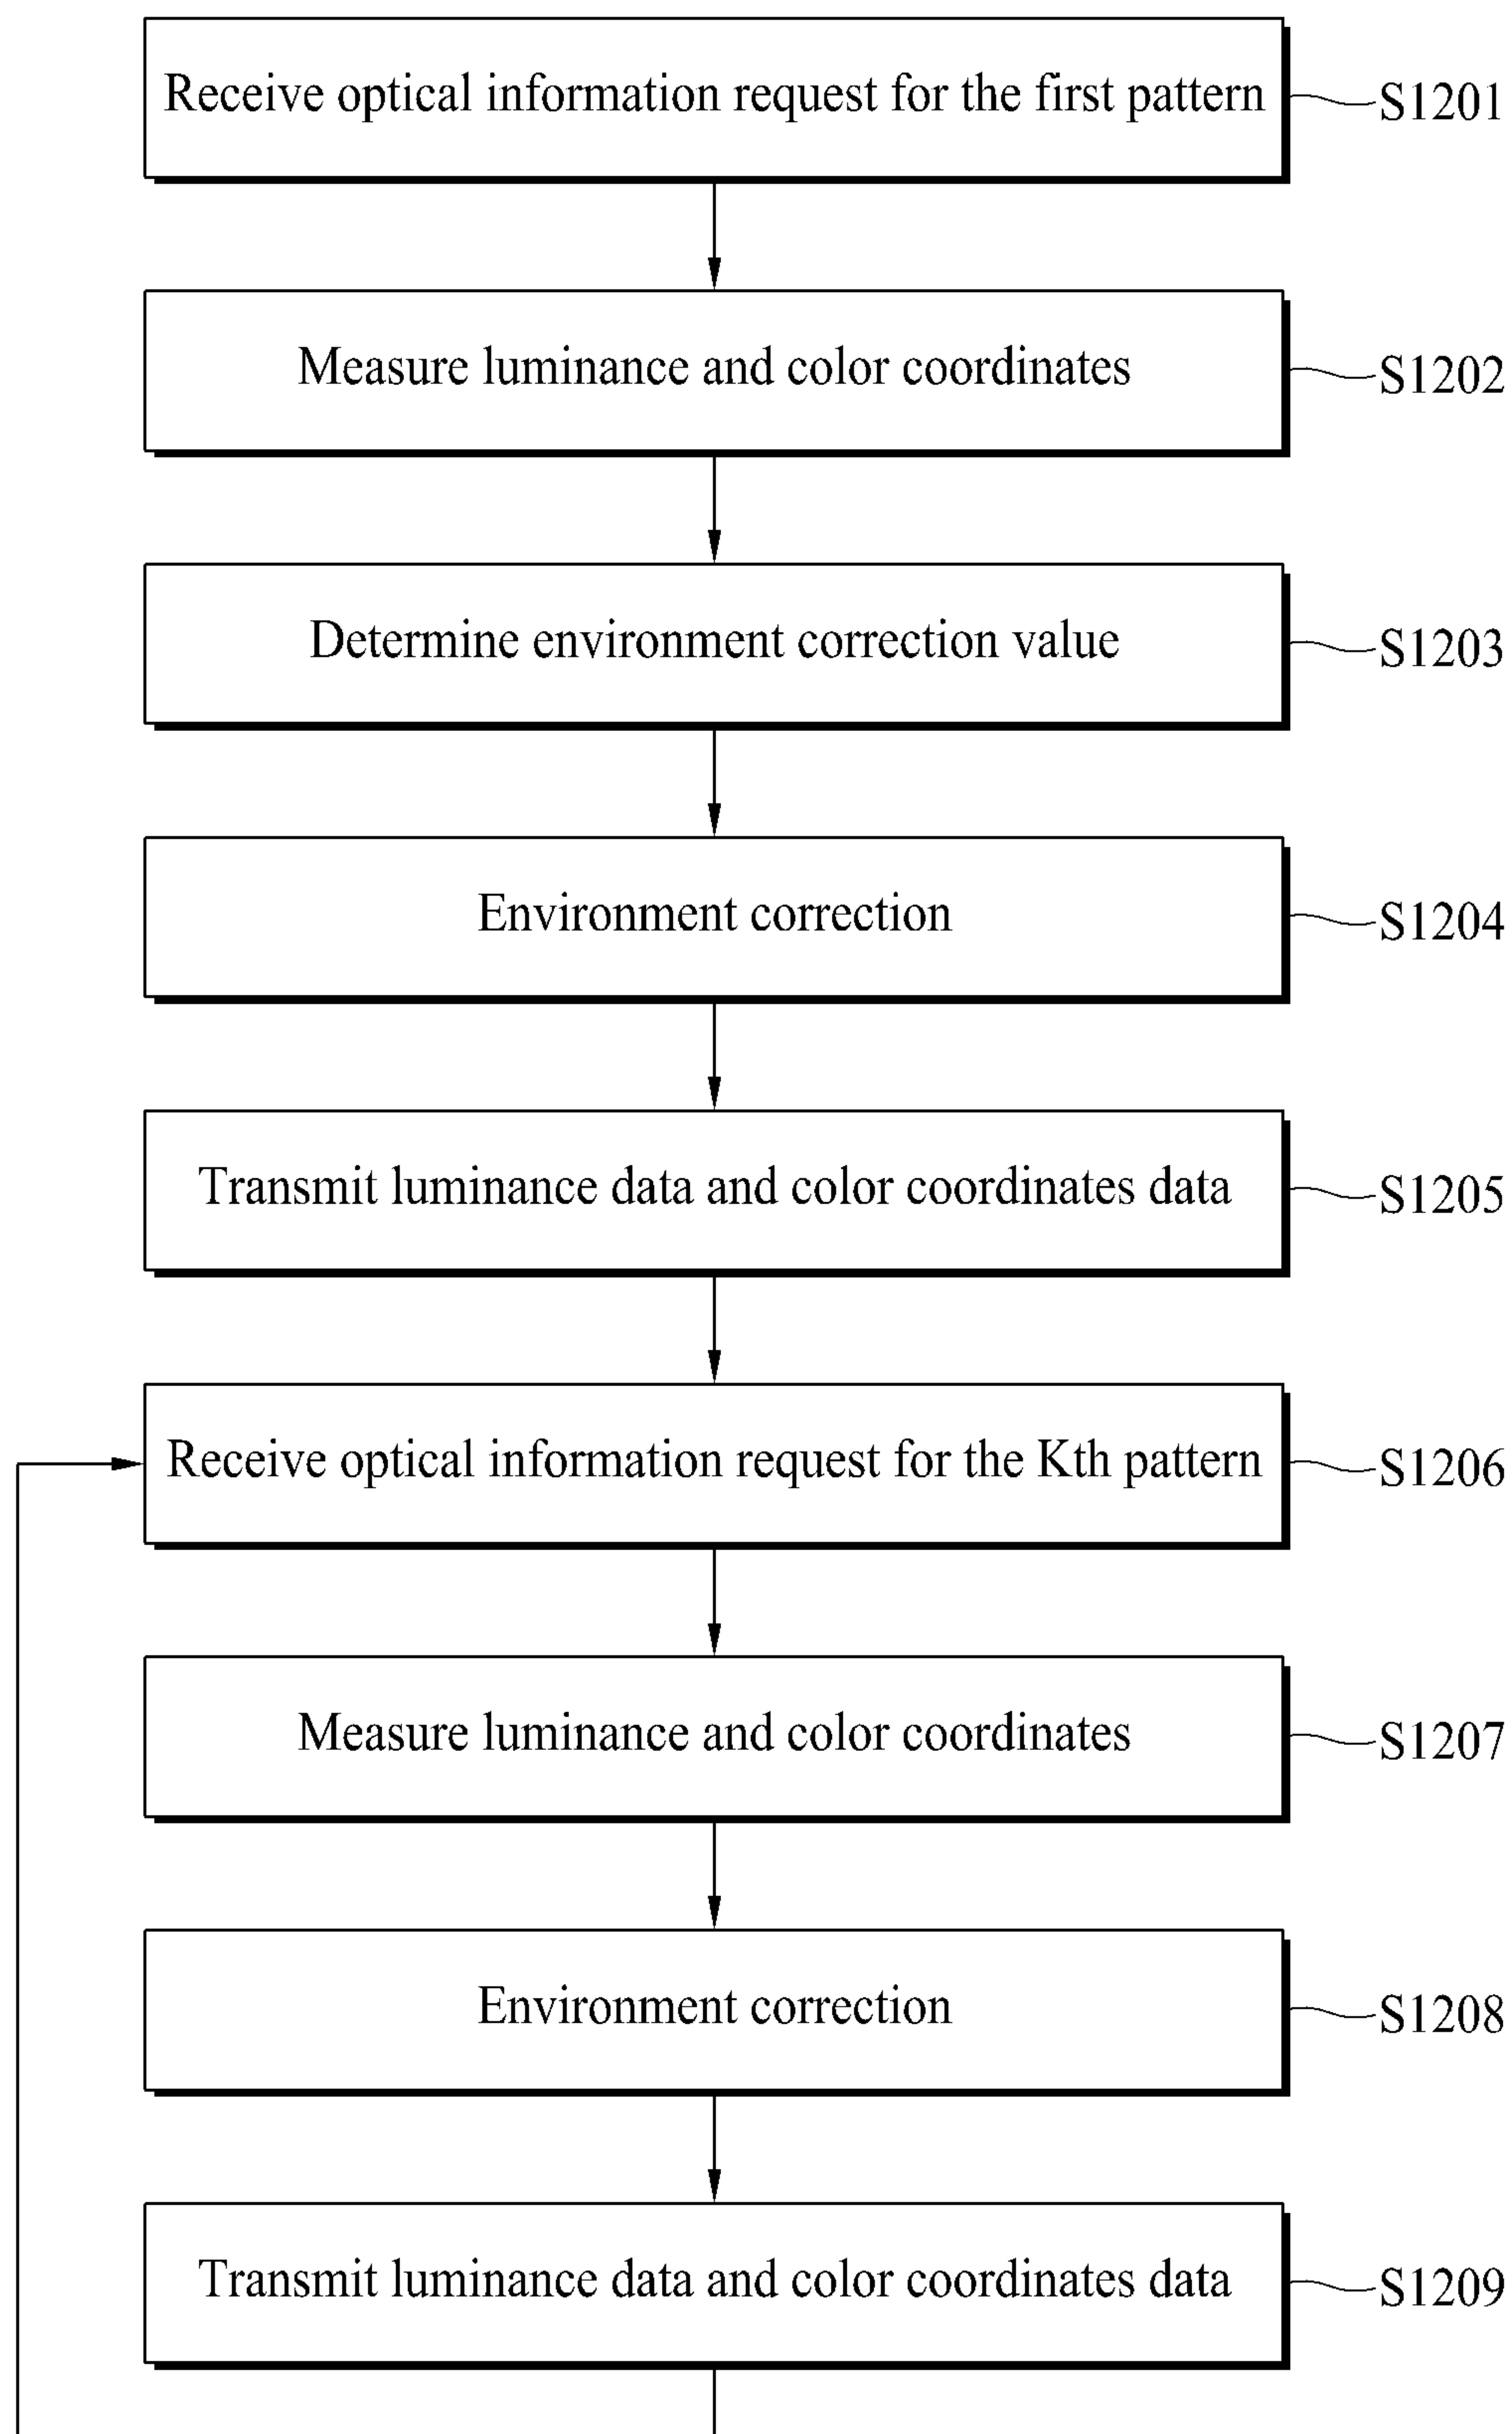 Receive optical information request for the first pattern
S1201
Measure luminance and color coordinates
S1202
Determine environment correction value
S1203
Environment correction
S1204
Transmit luminance data and color coordinates data
S1205
Receive optical information request for the Kth pattern
S1206
Measure luminance and color coordinates
S1207
Environment correction
S1208
Transmit luminance data and color coordinates data
S1209